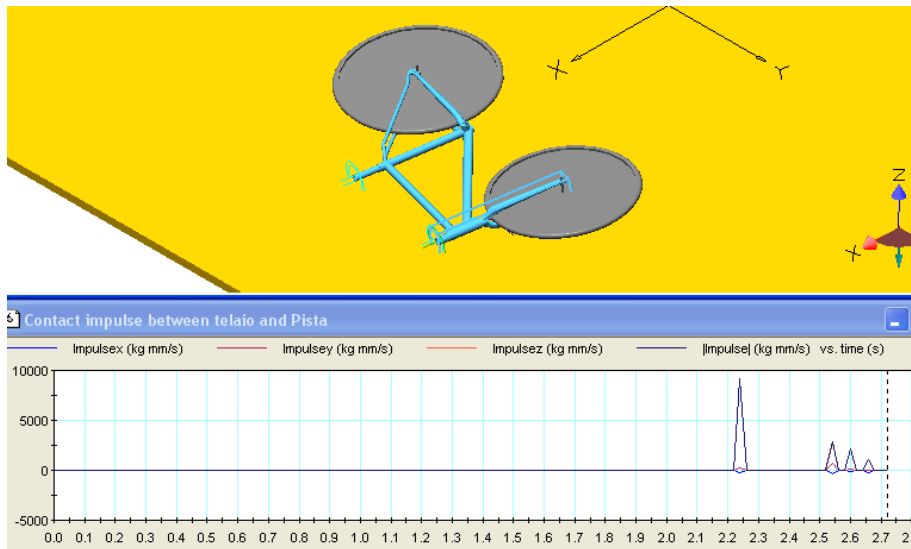 X
Y
Z
X
Contact impulse between telaio and Pista
Impulsex (kg mm/s) Impulsey (kg mm/s) Impulsez (kg mm/s) |Impulse| (kg mm/s) vs. time (s)
10000
5000
0
-5000
0.0 0.1 0.2 0.3 0.4 0.5 0.6 0.7 0.8 0.9 1.0 1.1 1.2 1.3 1.4 1.5 1.6 1.7 1.8 1.9 2.0 2.1 2.2 2.3 2.4 2.5 2.6 2.7